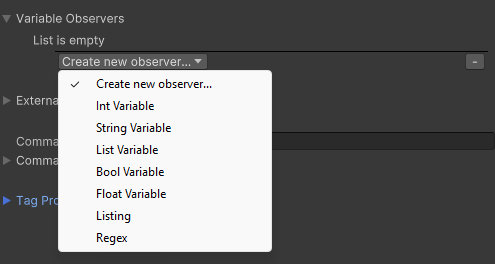 Variable Observers
List is empty
Create new observer...
-
Create new observer...
Int Variable
String Variable
List Variable
Bool Variable
Float Variable
Listing
Regex
Externa
Comma
Comma
Tag Pro